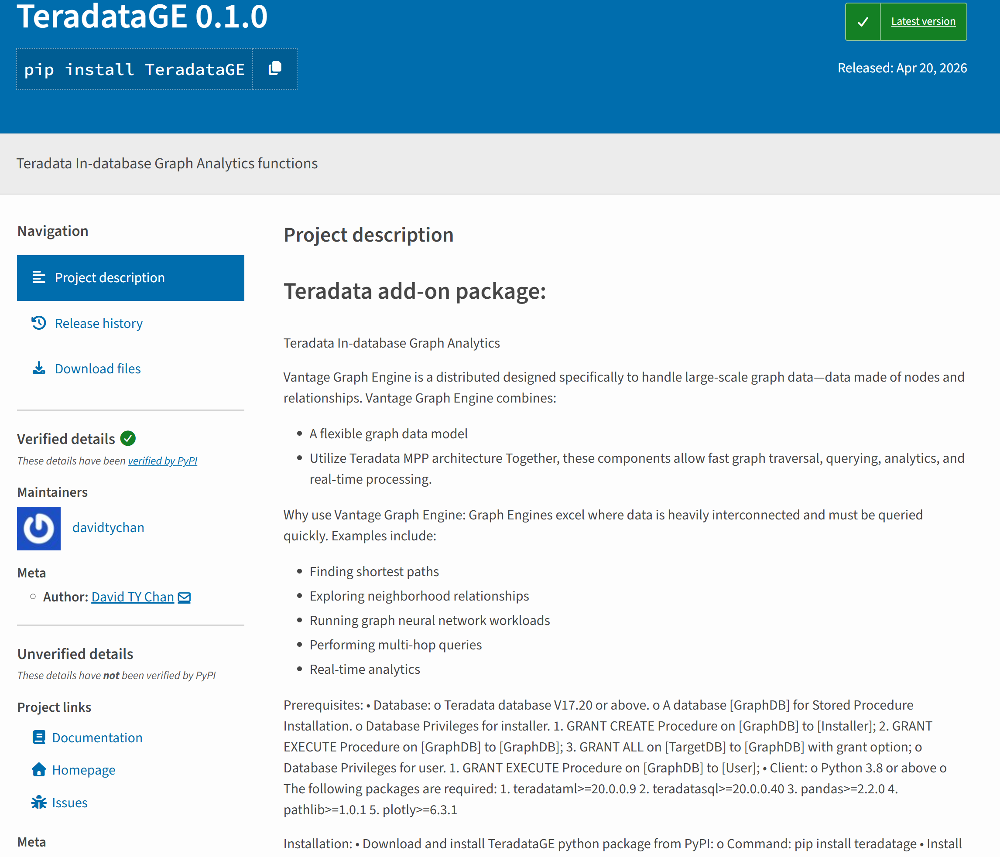 TeradataGE 0.1.0
pip install TeradataGE
Latest version
Released: Apr 20, 2026
Teradata In-database Graph Analytics functions
Navigation
Project description
Release history
Download files
Verified details
These details have been verified by PyPI
Maintainers
davidtychan
Meta
Author: David TY Chan
Unverified details
These details have not been verified by PyPI
Project links
Documentation
Homepage
Issues
Meta
Project description
Teradata add-on package:
Teradata In-database Graph Analytics
Vantage Graph Engine is a distributed designed specifically to handle large-scale graph data—data made of nodes and
relationships. Vantage Graph Engine combines:
• A flexible graph data model
• Utilize Teradata MPP architecture Together, these components allow fast graph traversal, querying, analytics, and
real-time processing.
Why use Vantage Graph Engine: Graph Engines excel where data is heavily interconnected and must be queried
quickly. Examples include:
• Finding shortest paths
• Exploring neighborhood relationships
• Running graph neural network workloads
• Performing multi-hop queries
• Real-time analytics
Prerequisites: • Database: o Teradata database V17.20 or above. o A database [GraphDB] for Stored Procedure
Installation. o Database Privileges for installer. 1. GRANT CREATE Procedure on [GraphDB] to [Installer]; 2. GRANT
EXECUTE Procedure on [GraphDB] to [GraphDB]; 3. GRANT ALL on [TargetDB] to [GraphDB] with grant option; o
Database Privileges for user. 1. GRANT EXECUTE Procedure on [GraphDB] to [User]; • Client: o Python 3.8 or above o
The following packages are required: 1. teradataml>=20.0.0.9 2. teradatasql>=20.0.0.40 3. pandas>=2.2.0 4.
pathlib>=1.0.1 5. plotly>=6.3.1
Installation: • Download and install TeradataGE python package from PyPI: o Command: pip install teradatage • Install